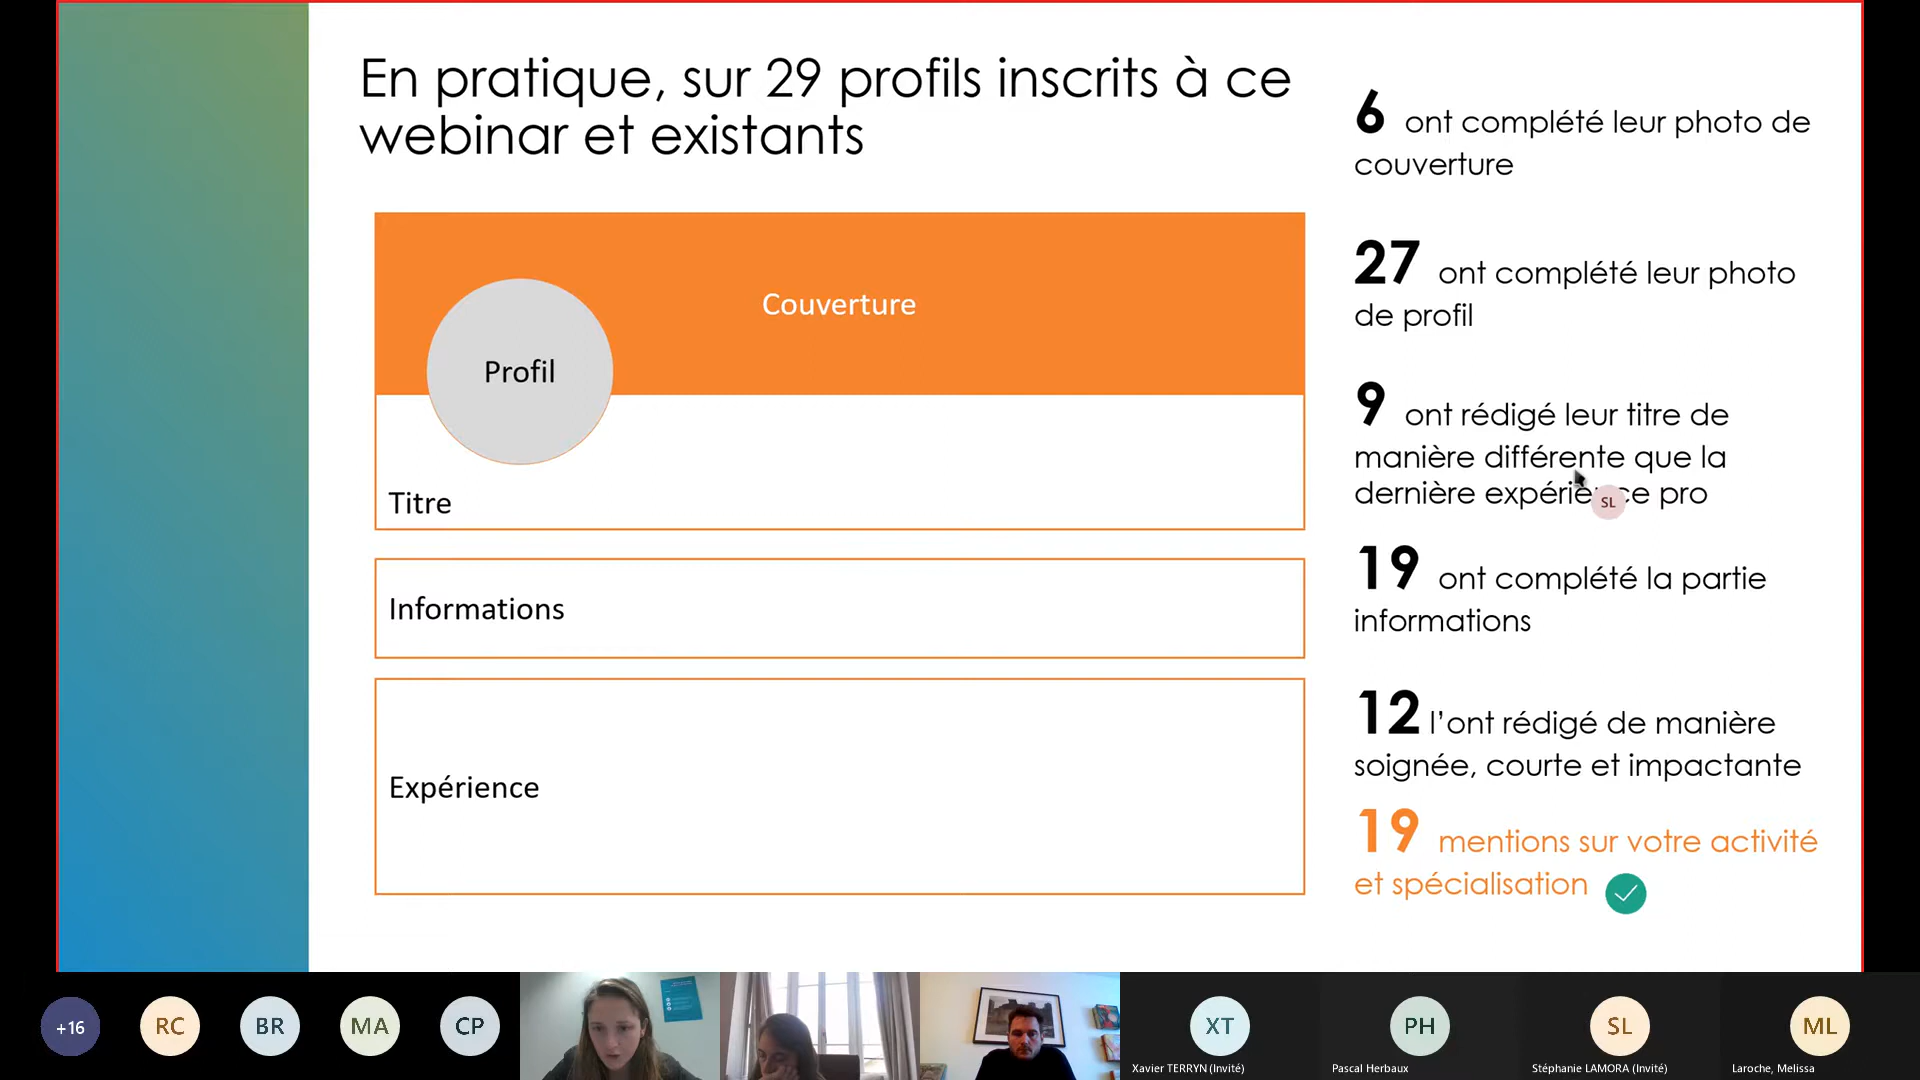 En pratique, sur 29 profils inscrits à ce
webinar et existants
Couverture
Profil
Titre
Informations
Expérience
6 ont complété leur photo de
couverture
27 ont complété leur photo
de profil
9 ont rédigé leur titre de
manière différente que la
dernière expérience pro
SL
19 ont complété la partie
informations
12 l’ont rédigé de manière
soignée, courte et impactante
19 mentions sur votre activité
et spécialisation
+16
RC
BR
MA
CP
XT
PH
SL
ML
Xavier TERRYN (Invité)
Pascal Herbaux
Stéphanie LAMORA (Invité)
Laroche, Melissa